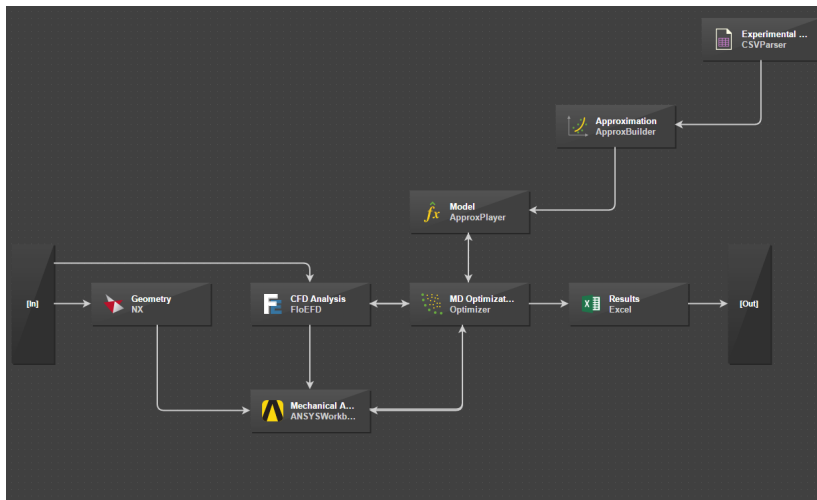 Experimental ...
CSVParser
Approximation
ApproxBuilder
Model
ApproxPlayer
[In]
Geometry
NX
CFD Analysis
FloEFD
MD Optimizat...
Optimizer
Results
Excel
[Out]
Mechanical A...
ANSYSWorkb...